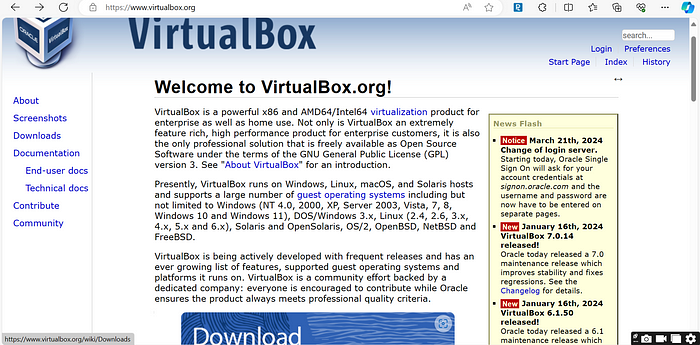 https://www.virtualbox.org
ORACLE
VirtualBox
VirtualBox
search...
Login Preferences
Start Page Index History
Welcome to VirtualBox.org!
About
Screenshots
Downloads
Documentation
End-user docs
Technical docs
Contribute
Community
VirtualBox is a powerful x86 and AMD64/Intel64 virtualization product for
enterprise as well as home use. Not only is VirtualBox an extremely
feature rich, high performance product for enterprise customers, it is also
the only professional solution that is freely available as Open Source
Software under the terms of the GNU General Public License (GPL)
version 3. See "About VirtualBox" for an introduction.
Presently, VirtualBox runs on Windows, Linux, macOS, and Solaris hosts
and supports a large number of guest operating systems including but
not limited to Windows (NT 4.0, 2000, XP, Server 2003, Vista, 7, 8,
Windows 10 and Windows 11), DOS/Windows 3.x, Linux (2.4, 2.6, 3.x,
4.x, 5.x and 6.x), Solaris and OpenSolaris, OS/2, OpenBSD, NetBSD and
FreeBSD.
VirtualBox is being actively developed with frequent releases and has an
ever growing list of features, supported guest operating systems and
platforms it runs on. VirtualBox is a community effort backed by a
dedicated company: everyone is encouraged to contribute while Oracle
ensures the product always meets professional quality criteria.
Download
News Flash
Notice March 21th, 2024
Change of login server.
Starting today, Oracle Single
Sign On will ask for your
account credentials at
signon.oracle.com and the
username and password are
now have to be entered on
separate pages.
New January 16th, 2024
VirtualBox 7.0.14
released!
Oracle today released a 7.0
maintenance release which
improves stability and fixes
regressions. See the
Changelog for details.
New January 16th, 2024
VirtualBox 6.1.50
released!
Oracle today released a 6.1
maintenance release which
https://www.virtualbox.org/wiki/Downloads